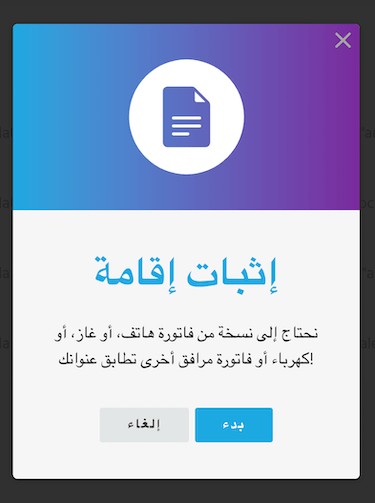 إثبات إقامة
نحتاج إلى نسخة من فاتورة هاتف، أو غاز، أو
كهرباء أو فاتورة مرافق أخرى تطابق عنوانك!
بدء
إلغاء